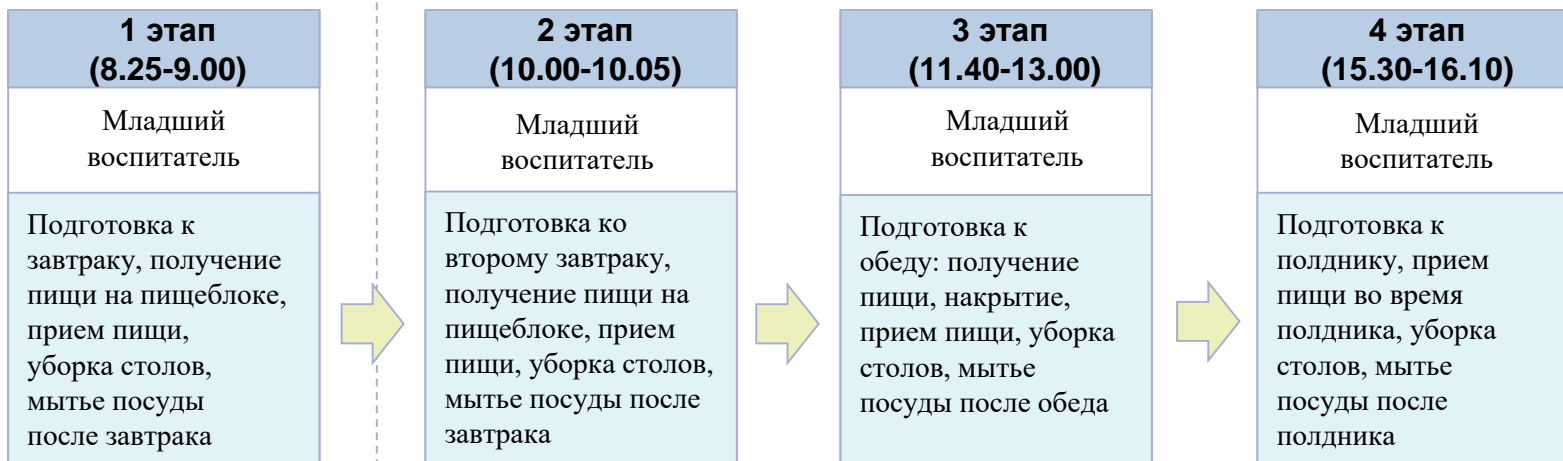 1 этап
(8.25-9.00)
Младший
воспитатель
Подготовка к
завтраку, получение
пищи на пищеблоке,
прием пищи,
уборка столов,
мытье посуды
после завтрака
2 этап
(10.00-10.05)
Младший
воспитатель
Подготовка ко
второму завтраку,
получение пищи на
пищеблоке, прием
пищи, уборка столов,
мытье посуды после
завтрака
3 этап
(11.40-13.00)
Младший
воспитатель
Подготовка к
обеду: получение
пищи, накрытие,
прием пищи, уборка
столов, мытье
посуды после обеда
4 этап
(15.30-16.10)
Младший
воспитатель
Подготовка к
полднику, прием
пищи во время
полдника, уборка
столов, мытье
посуды после
полдника